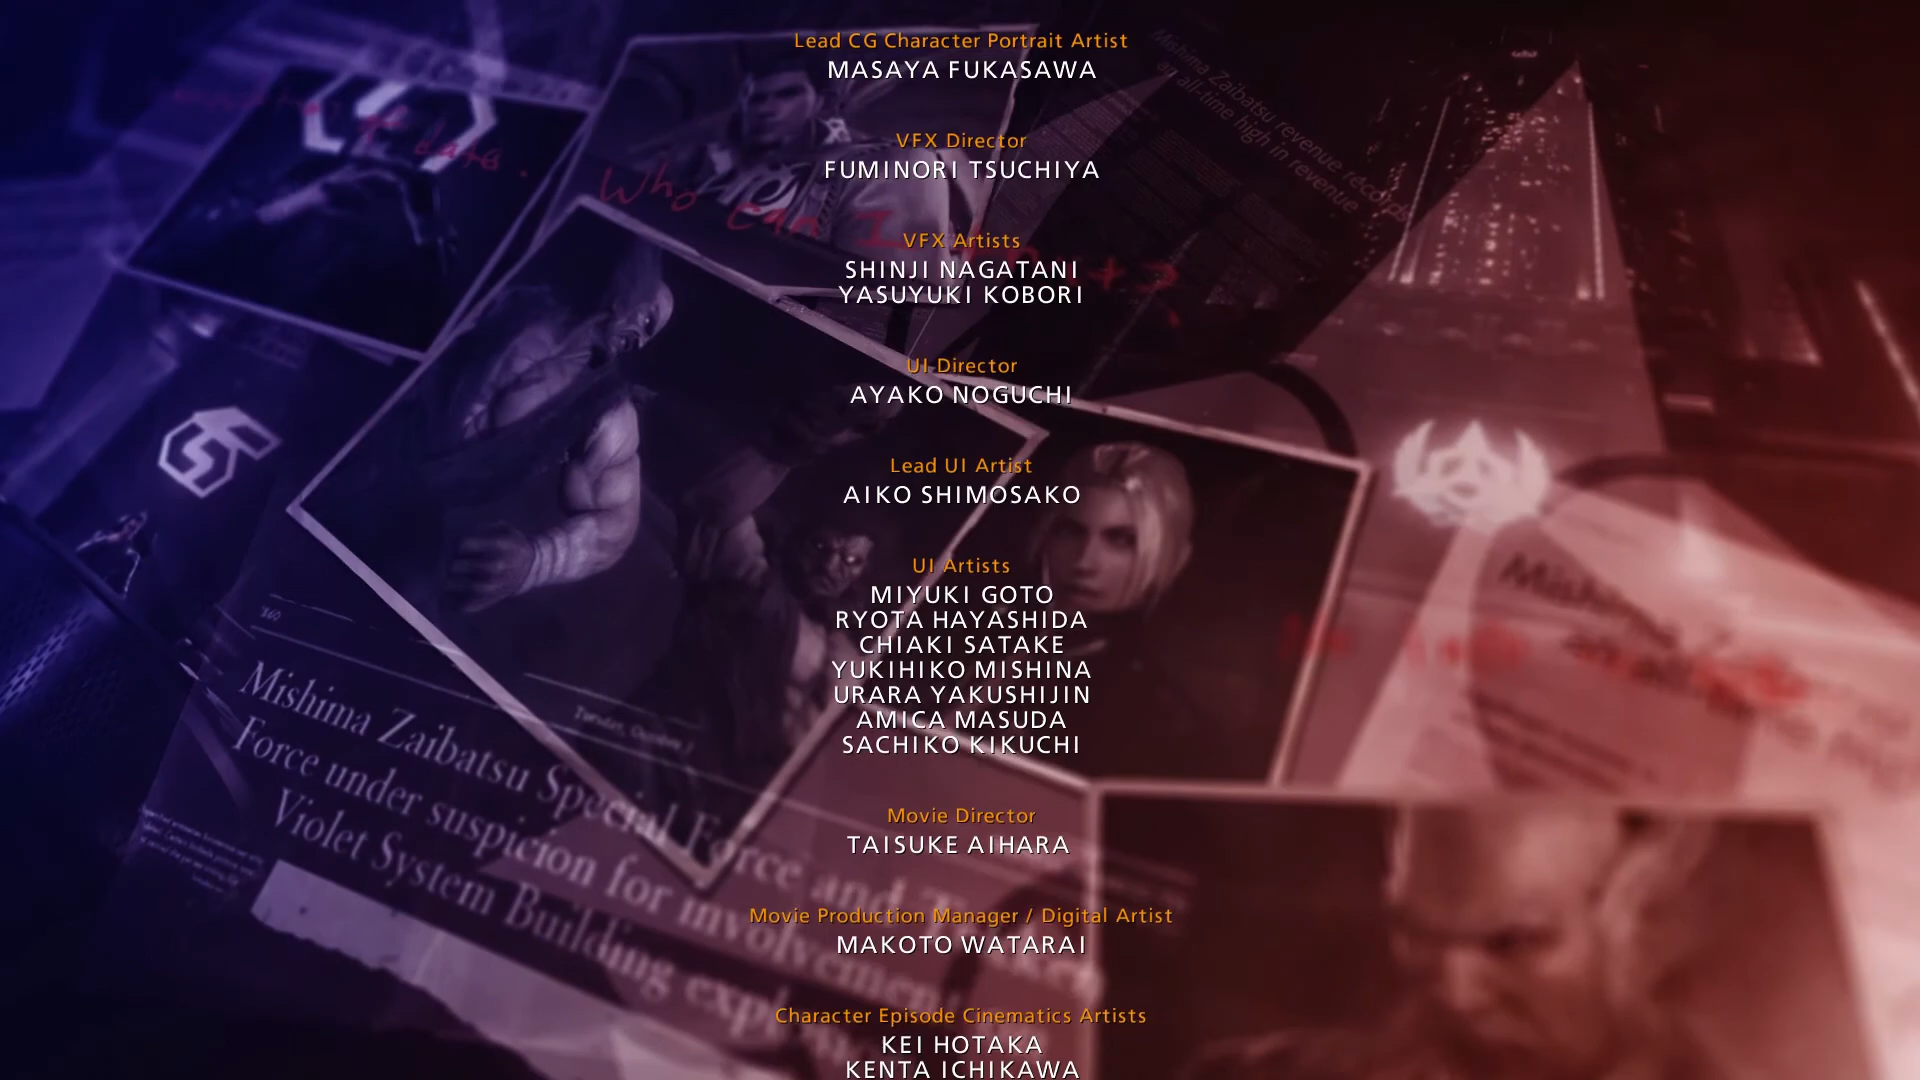 Lead CG Character Portrait Artist
MASAYA FUKASAWA
VFX Director
FUMINORI TSUCHIYA
VFX Artists
SHINJI NAGATANI
YASUYUKI KOBORI
UI Director
AYAKO NOGUCHI
Lead UI Artist
AIKO SHIMOSAKO
UI Artists
MIYUKI GOTO
RYOTA HAYASHIDA
CHIAKI SATAKE
YUKIHIKO MISHINA
URARA YAKUSHIJIN
AMICA MASUDA
SACHIKO KIKUCHI
Movie Director
TAISUKE AIHARA
Movie Production Manager / Digital Artist
MAKOTO WATARAI
Character Episode Cinematics Artists
KEI HOTAKA
KENTA ICHIKAWA
Mishima Zaibatsu revenue records
an all-time high in revenue
Who can I
Mishima Zaibatsu Special Force and
Force under suspicion for involvement
Violet System Building